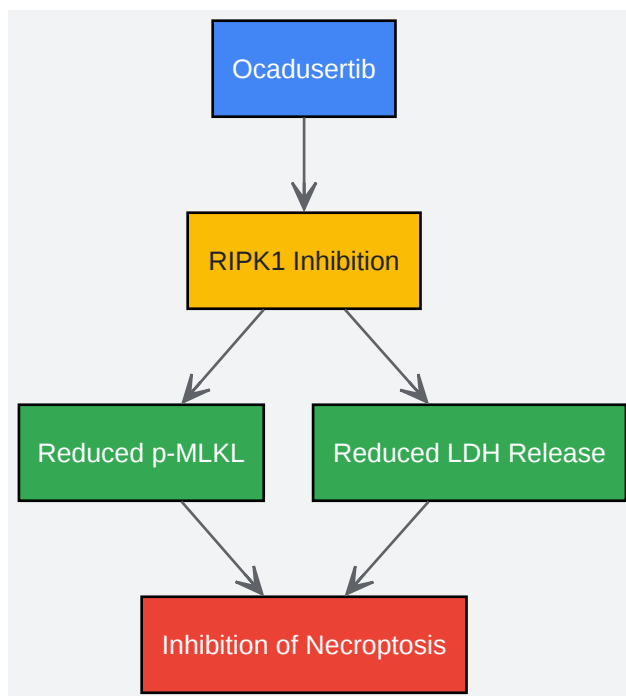 Ocadusertib
RIPK1 Inhibition
Reduced p-MLKL
Reduced LDH Release
Inhibition of Necroptosis